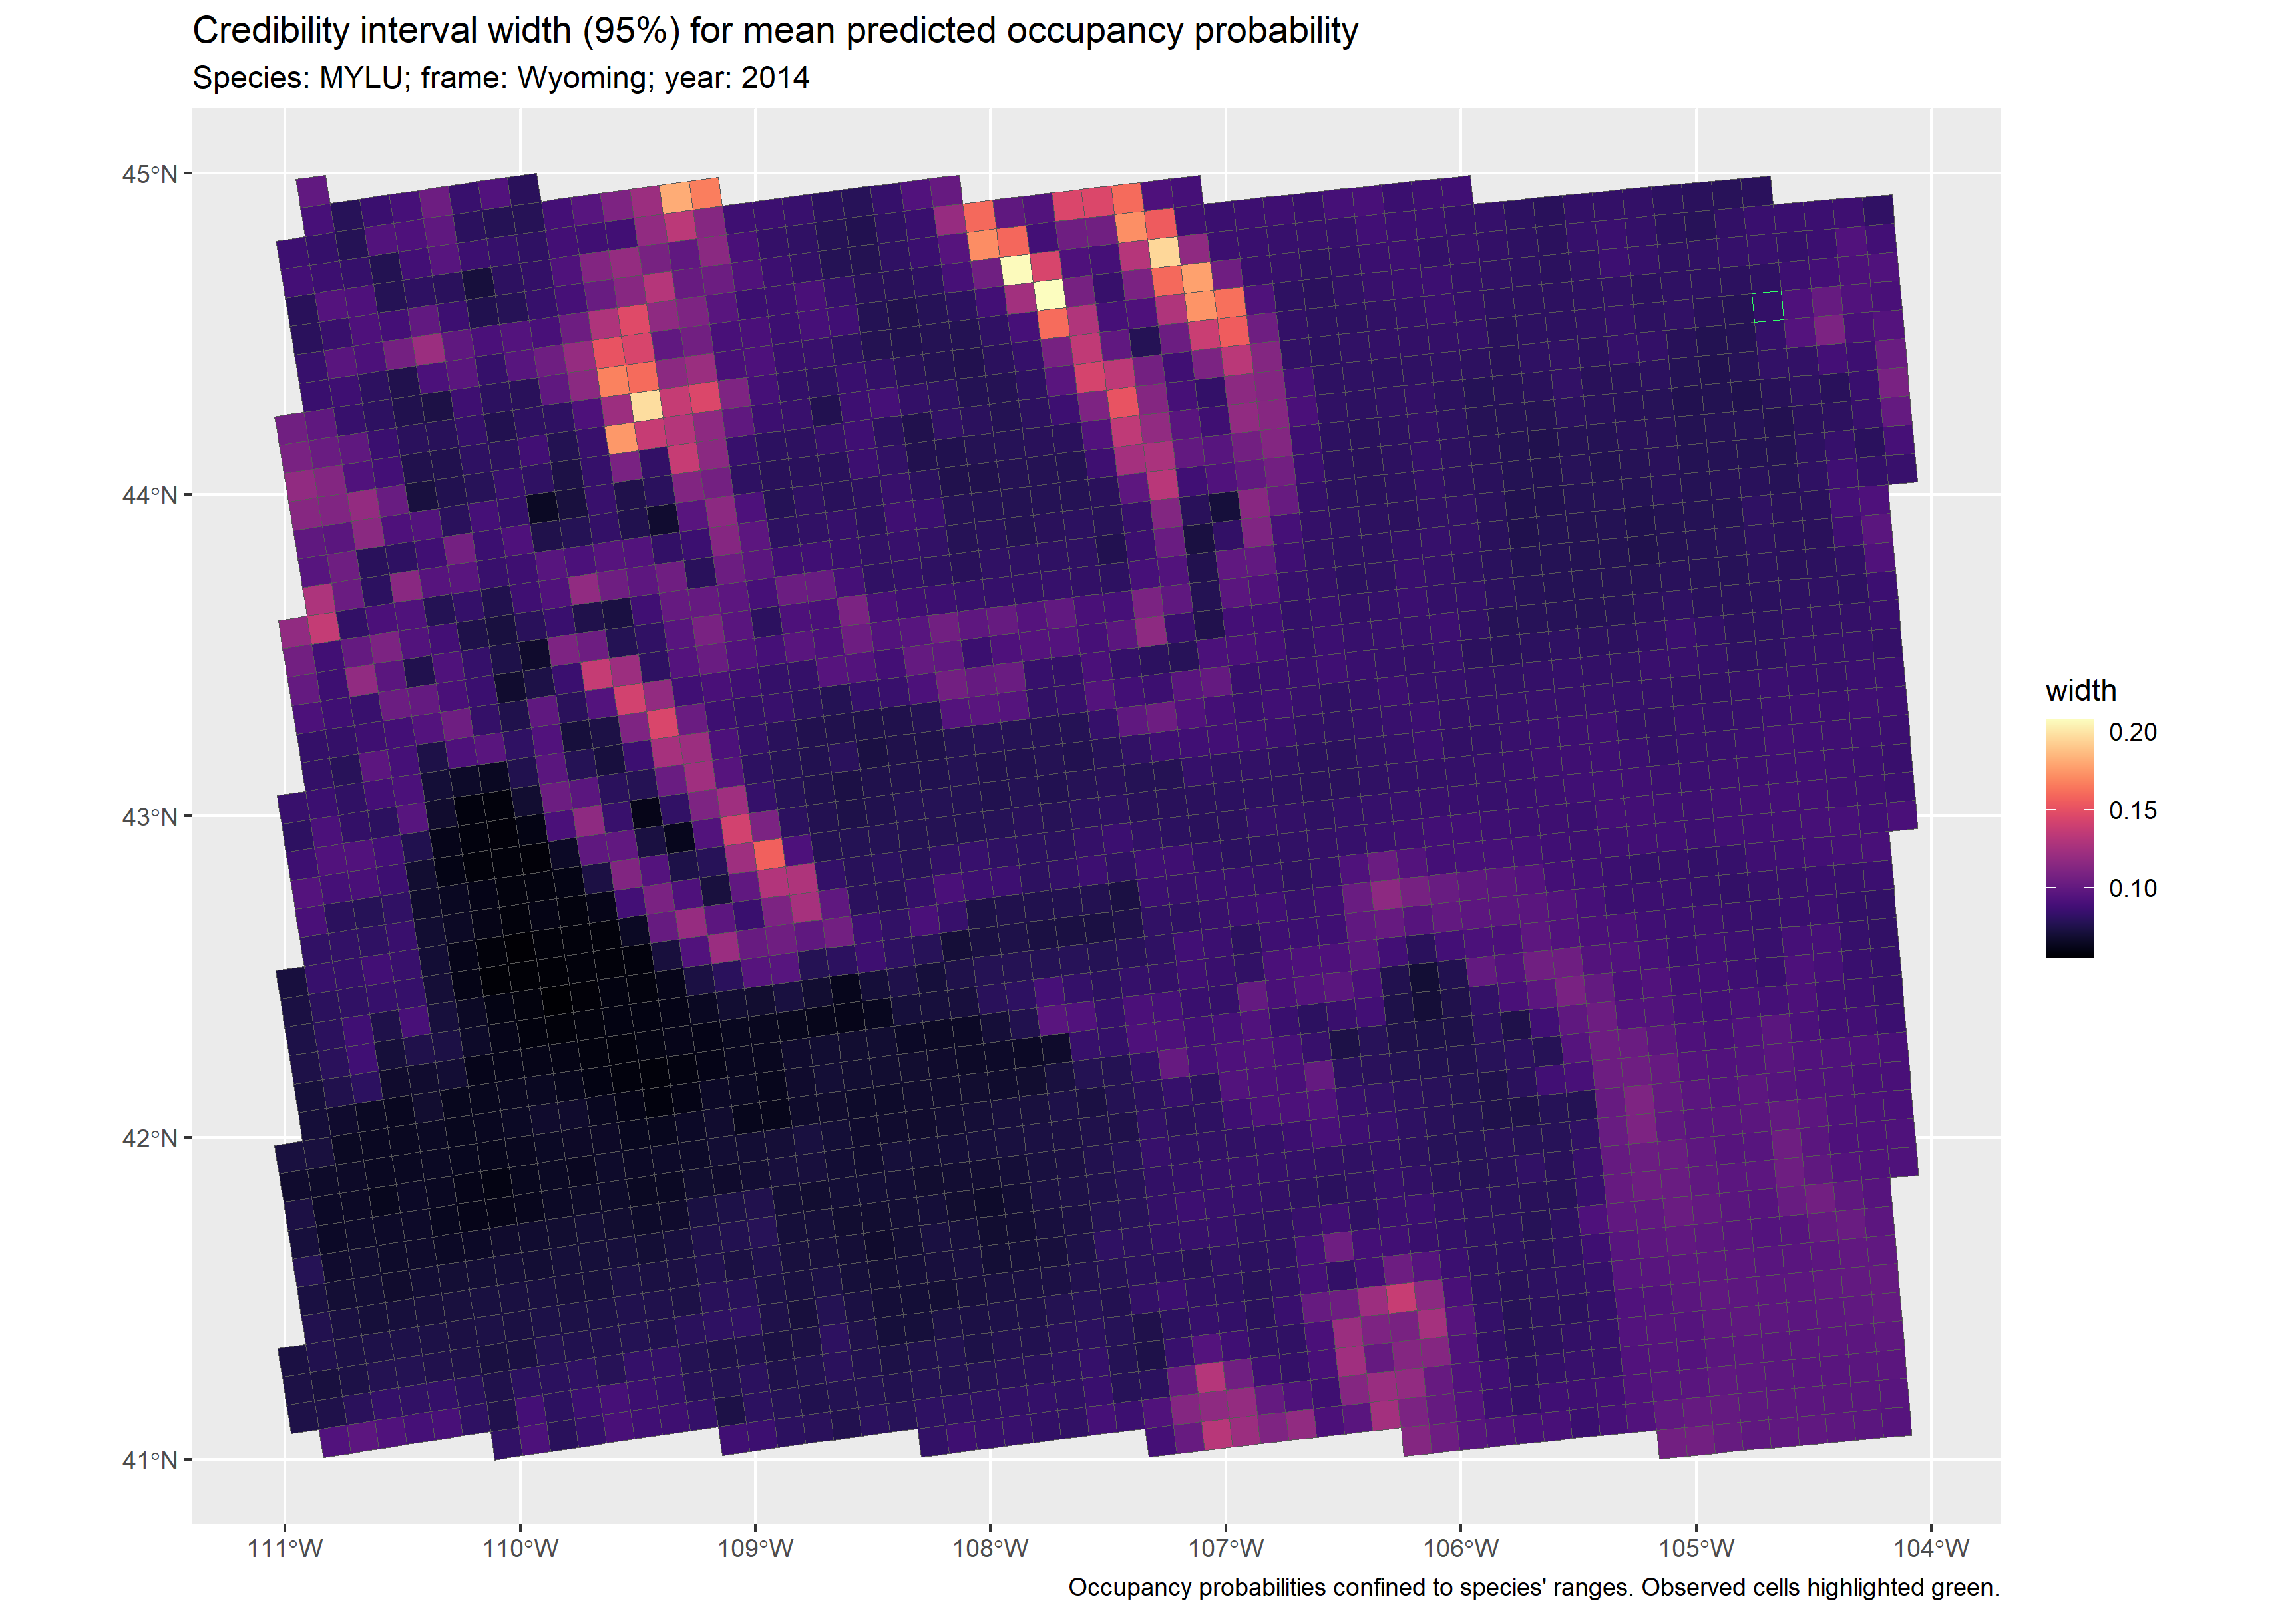 Credibility interval width (95%) for mean predicted occupancy probability
Species: MYLU; frame: Wyoming; year: 2014
45°N
44°N
43°N
42°N
41°N
111°W
110°W
109°W
108°W
107°W
106°W
105°W
104°W
width
0.20
0.15
0.10
Occupancy probabilities confined to species' ranges. Observed cells highlighted green.